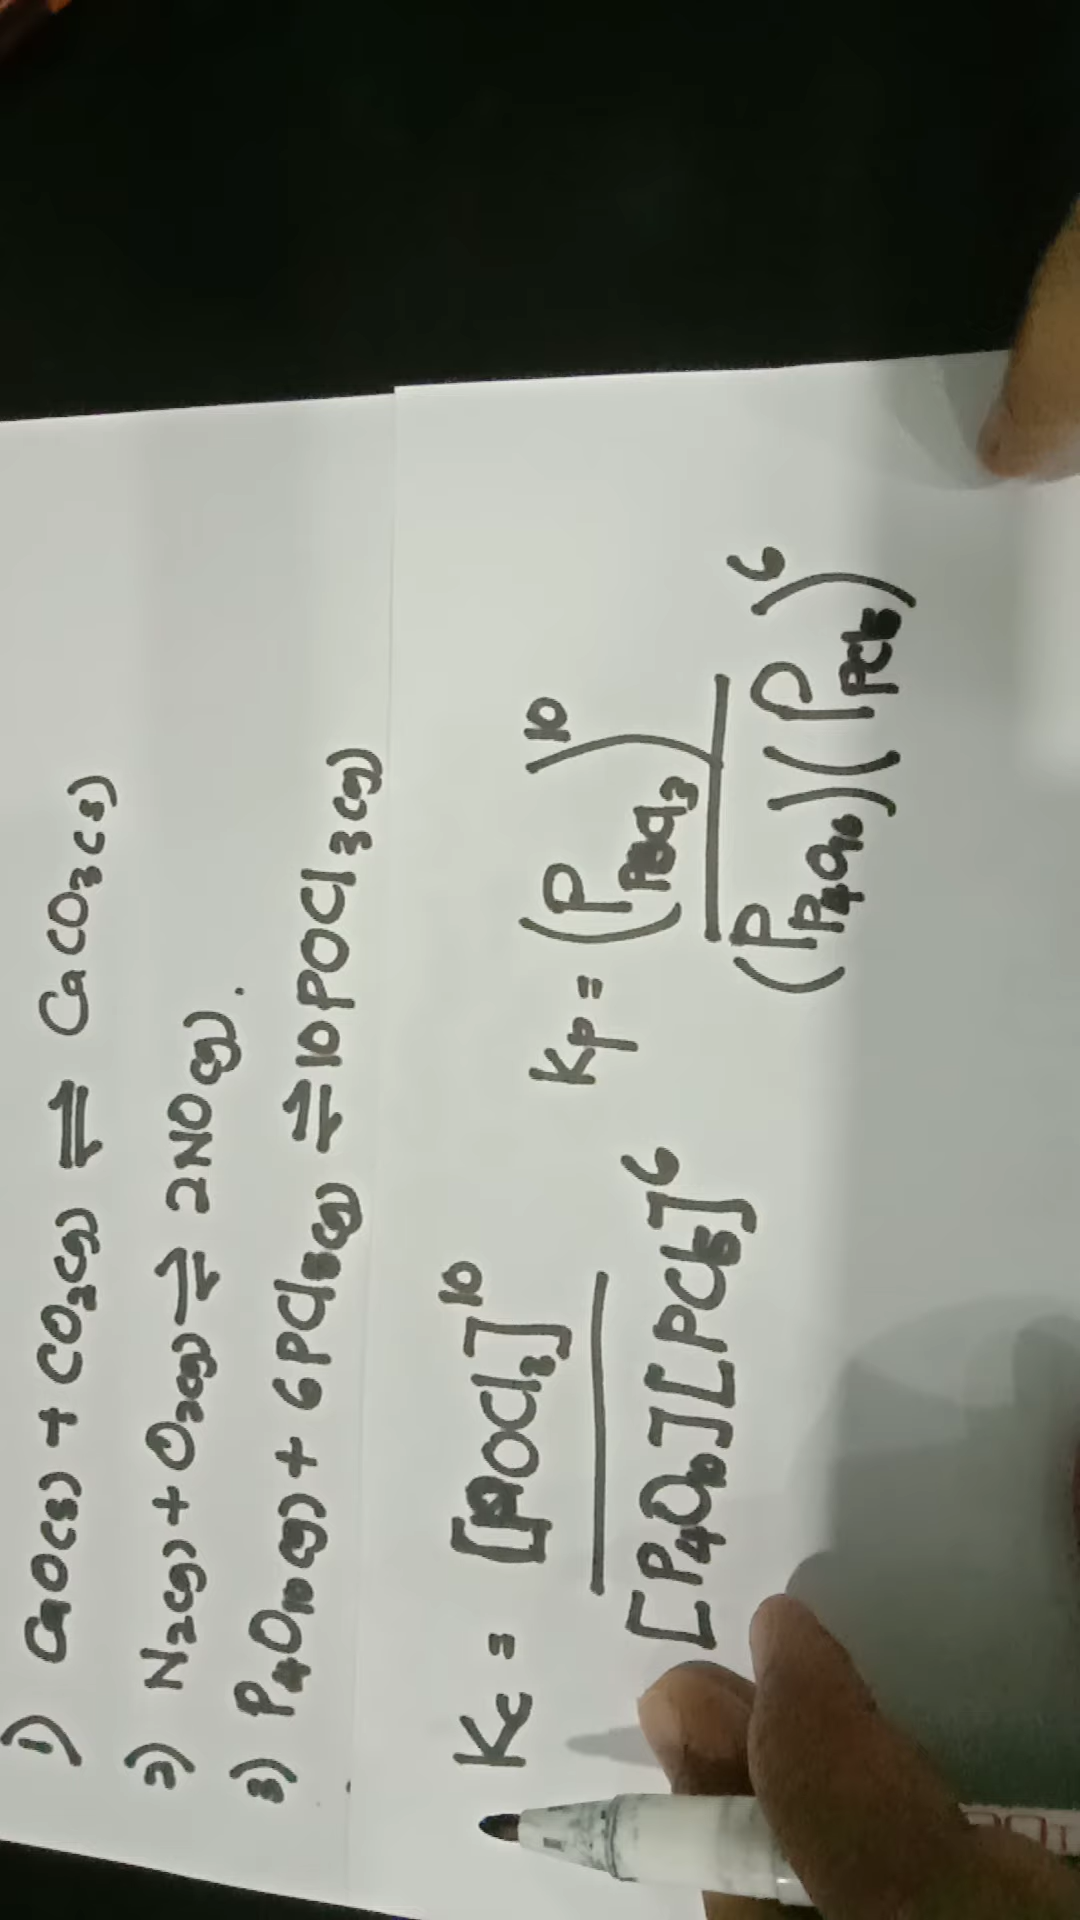 1) CaO(s) + CO₂(g) ⇌ CaCO₃(s)
2) N₂(g) + O₂(g) ⇌ 2NO(g).
3) P₄O₁₀(g) + 6PCl₅(g) ⇌ 10POCl₃(g)
Kc = [POCl₃]¹⁰ / [P₄O₁₀][PCl₅]⁶
Kp = (P POCl₃)¹⁰ / (P P₄O₁₀)(P PCl₅)⁶